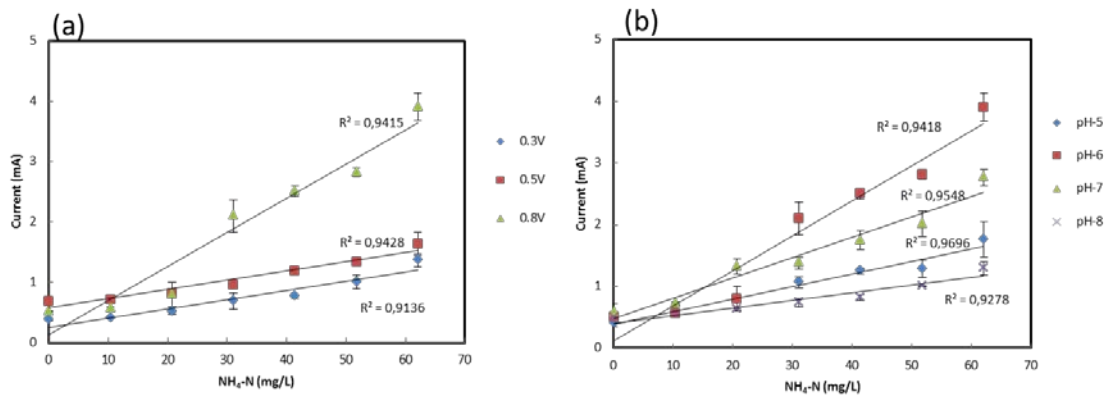 (a)
5
4
3
2
1
0
Current (mA)
0 10 20 30 40 50 60 70
NH₄-N (mg/L)
R² = 0,9415
R² = 0,9428
R² = 0,9136
0.3V
0.5V
0.8V
(b)
5
4
3
2
1
0
Current (mA)
0 10 20 30 40 50 60 70
NH₄-N (mg/L)
R² = 0,9418
R² = 0,9548
R² = 0,9696
R² = 0,9278
pH-5
pH-6
pH-7
pH-8